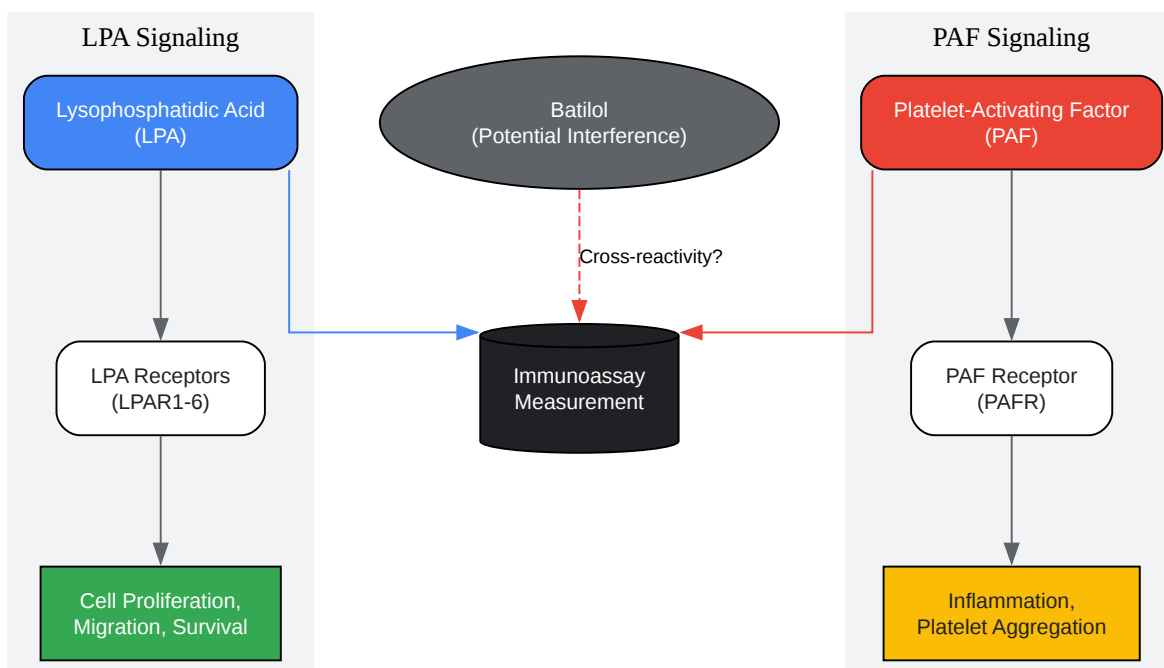 LPA Signaling
PAF Signaling
Lysophosphatidic Acid
(LPA)
Batilol
(Potential Interference)
Platelet-Activating Factor
(PAF)
Cross-reactivity?
LPA Receptors
(LPAR1-6)
Immunoassay
Measurement
PAF Receptor
(PAFR)
Cell Proliferation,
Migration, Survival
Inflammation,
Platelet Aggregation